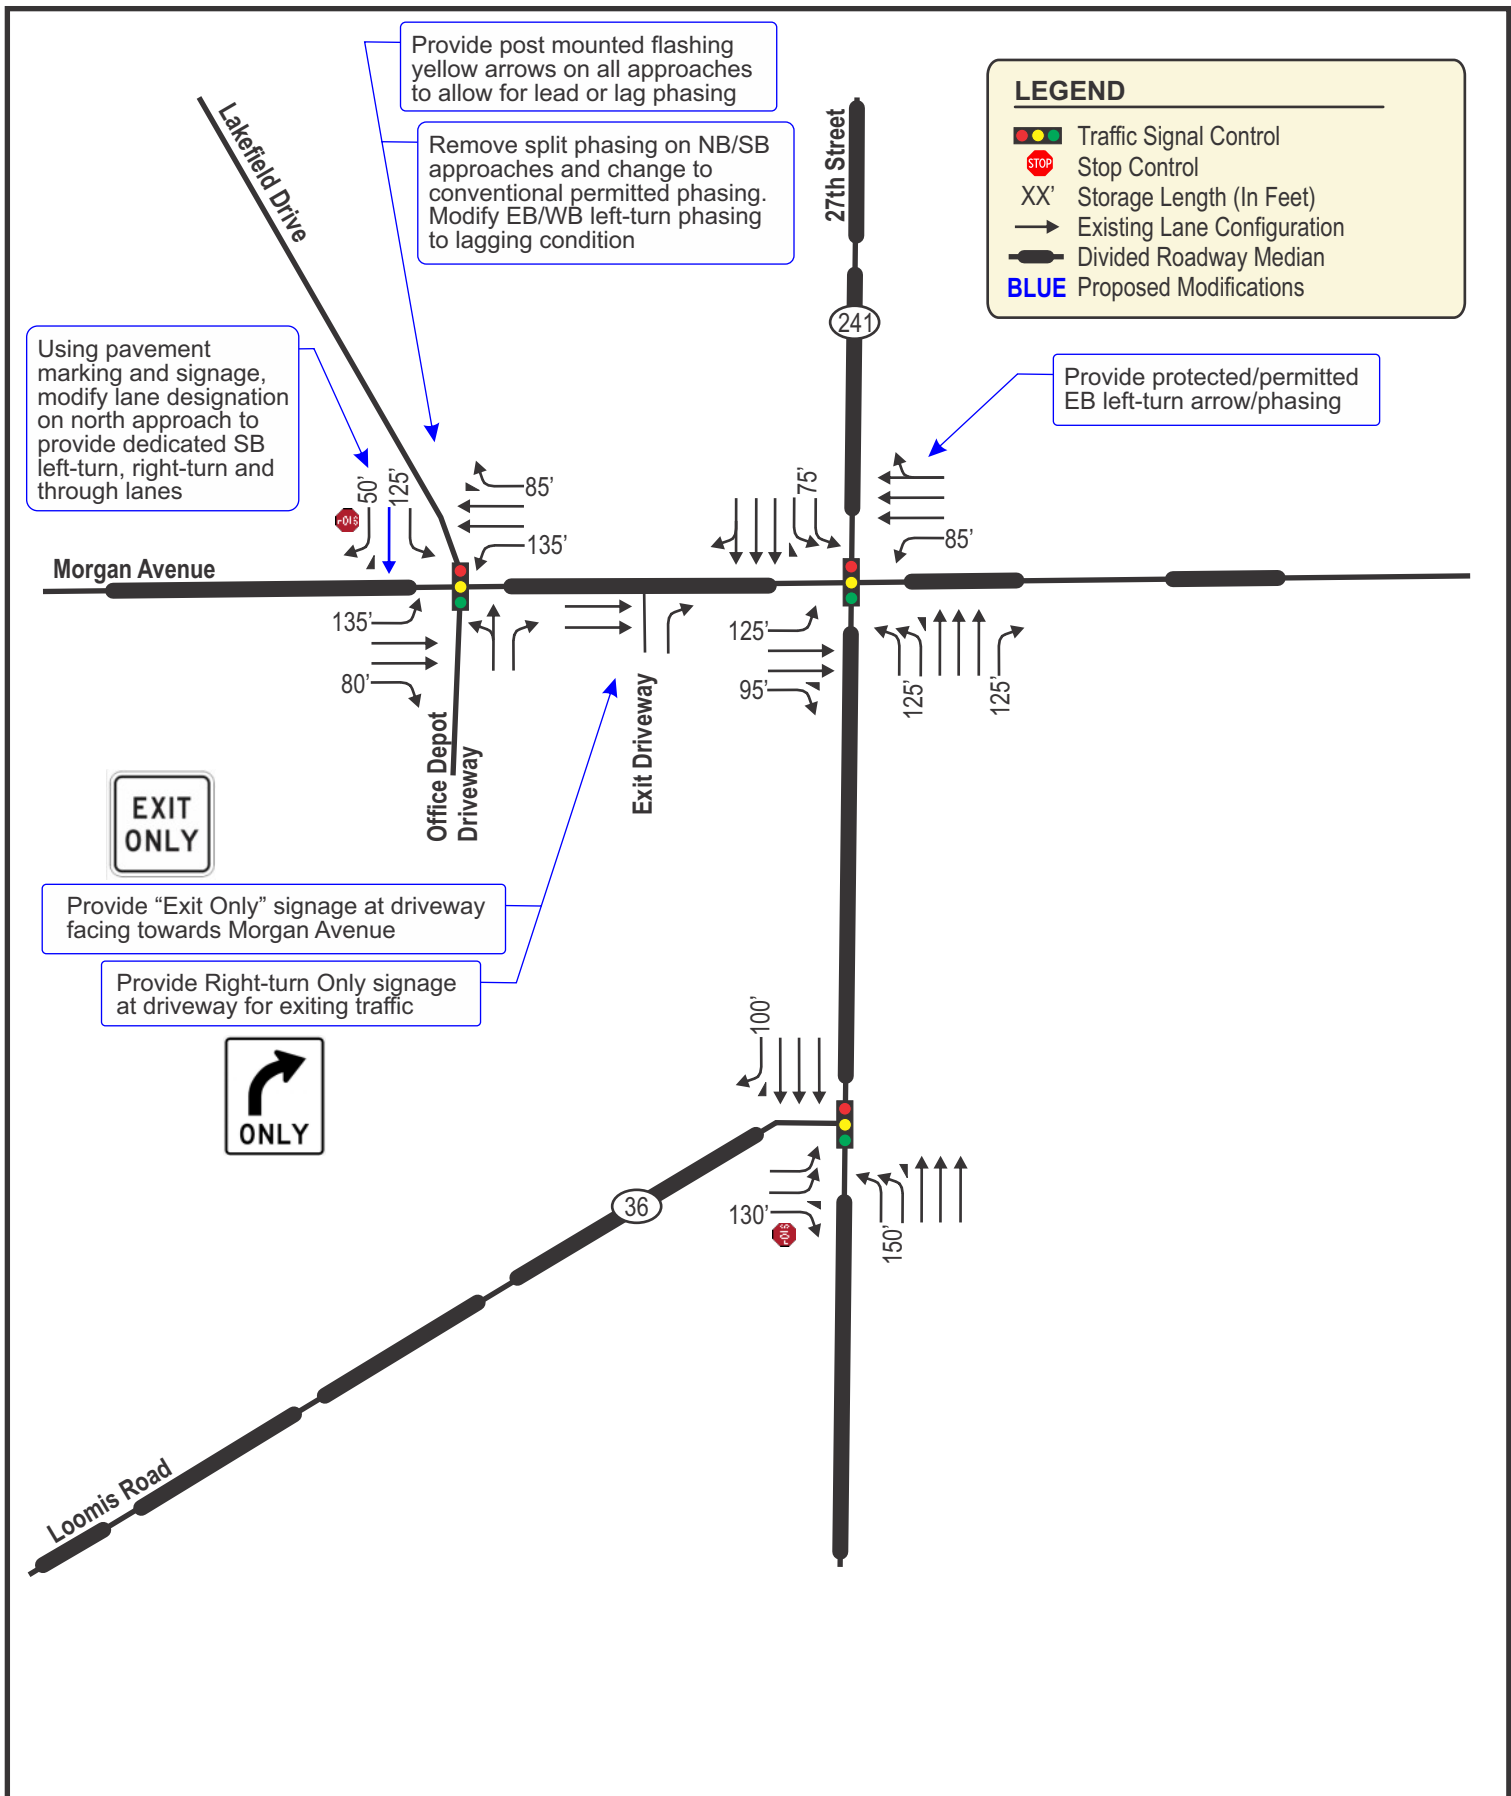 Provide post mounted flashing
yellow arrows on all approaches
to allow for lead or lag phasing
Remove split phasing on NB/SB
approaches and change to
conventional permitted phasing.
Modify EB/WB left-turn phasing
to lagging condition
LEGEND
Traffic Signal Control
STOP
Stop Control
XX' Storage Length (In Feet)
Existing Lane Configuration
Divided Roadway Median
BLUE Proposed Modifications
Lakefield Drive
27th Street
241
Using pavement
marking and signage,
modify lane designation
on north approach to
provide dedicated SB
left-turn, right-turn and
through lanes
Provide protected/permitted
EB left-turn arrow/phasing
50'
125'
85'
135'
75'
85'
STOP
Morgan Avenue
135'
80'
125'
95'
125'
125'
Office Depot
Driveway
Exit Driveway
EXIT
ONLY
Provide “Exit Only” signage at driveway
facing towards Morgan Avenue
Provide Right-turn Only signage
at driveway for exiting traffic
ONLY
100'
36
130'
STOP
150'
Loomis Road